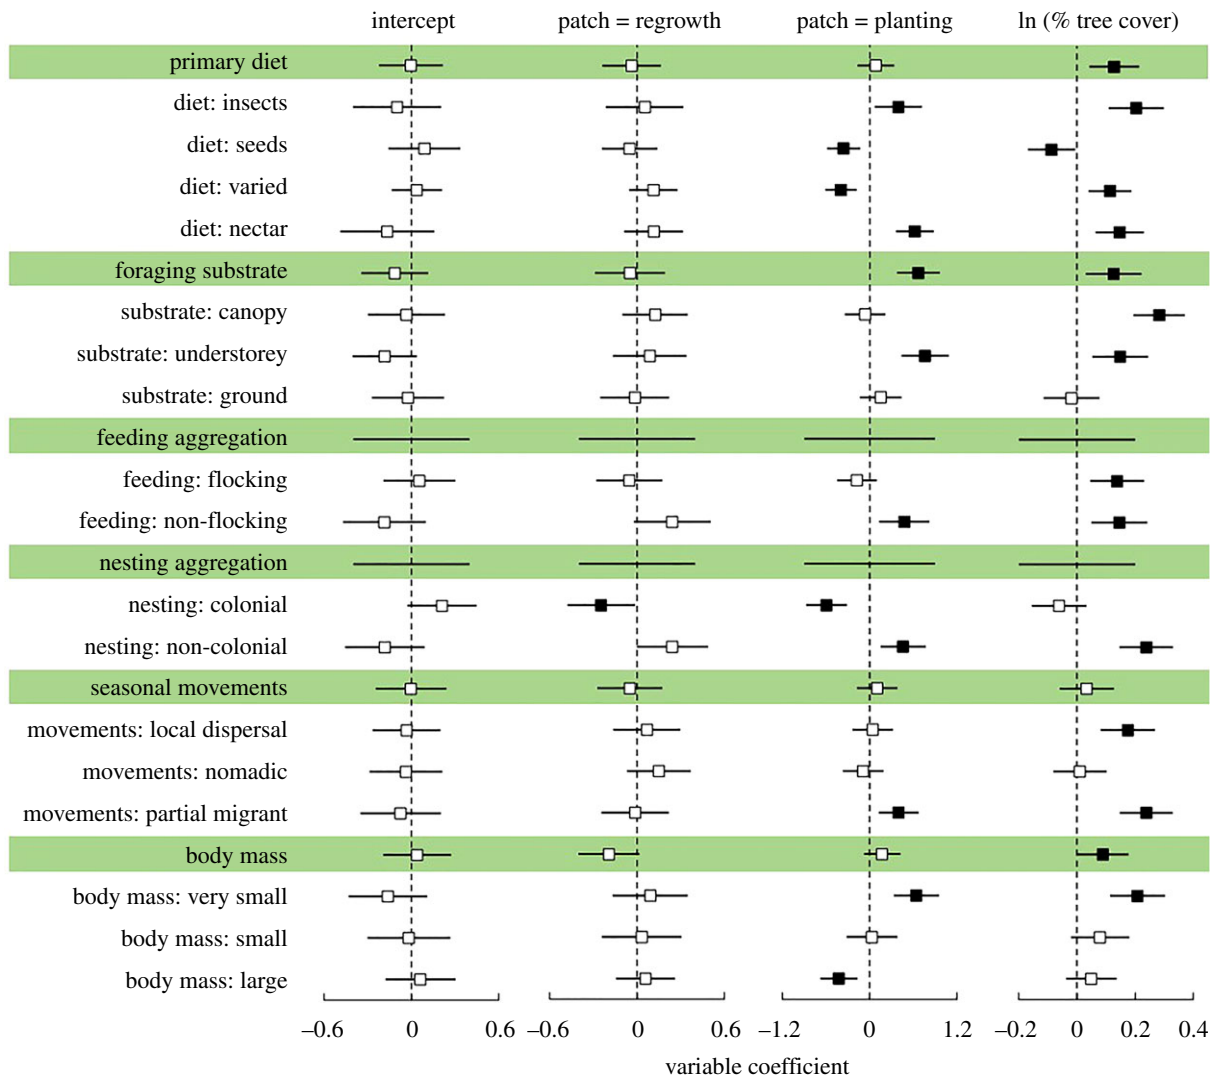 intercept patch = regrowth patch = planting ln (% tree cover)
primary diet
diet: insects
diet: seeds
diet: varied
diet: nectar
foraging substrate
substrate: canopy
substrate: understorey
substrate: ground
feeding aggregation
feeding: flocking
feeding: non-flocking
nesting aggregation
nesting: colonial
nesting: non-colonial
seasonal movements
movements: local dispersal
movements: nomadic
movements: partial migrant
body mass
body mass: very small
body mass: small
body mass: large
–0.6 0 0.6 –0.6 0 0.6 –1.2 0 1.2 –0.2 0 0.2 0.4
variable coefficient